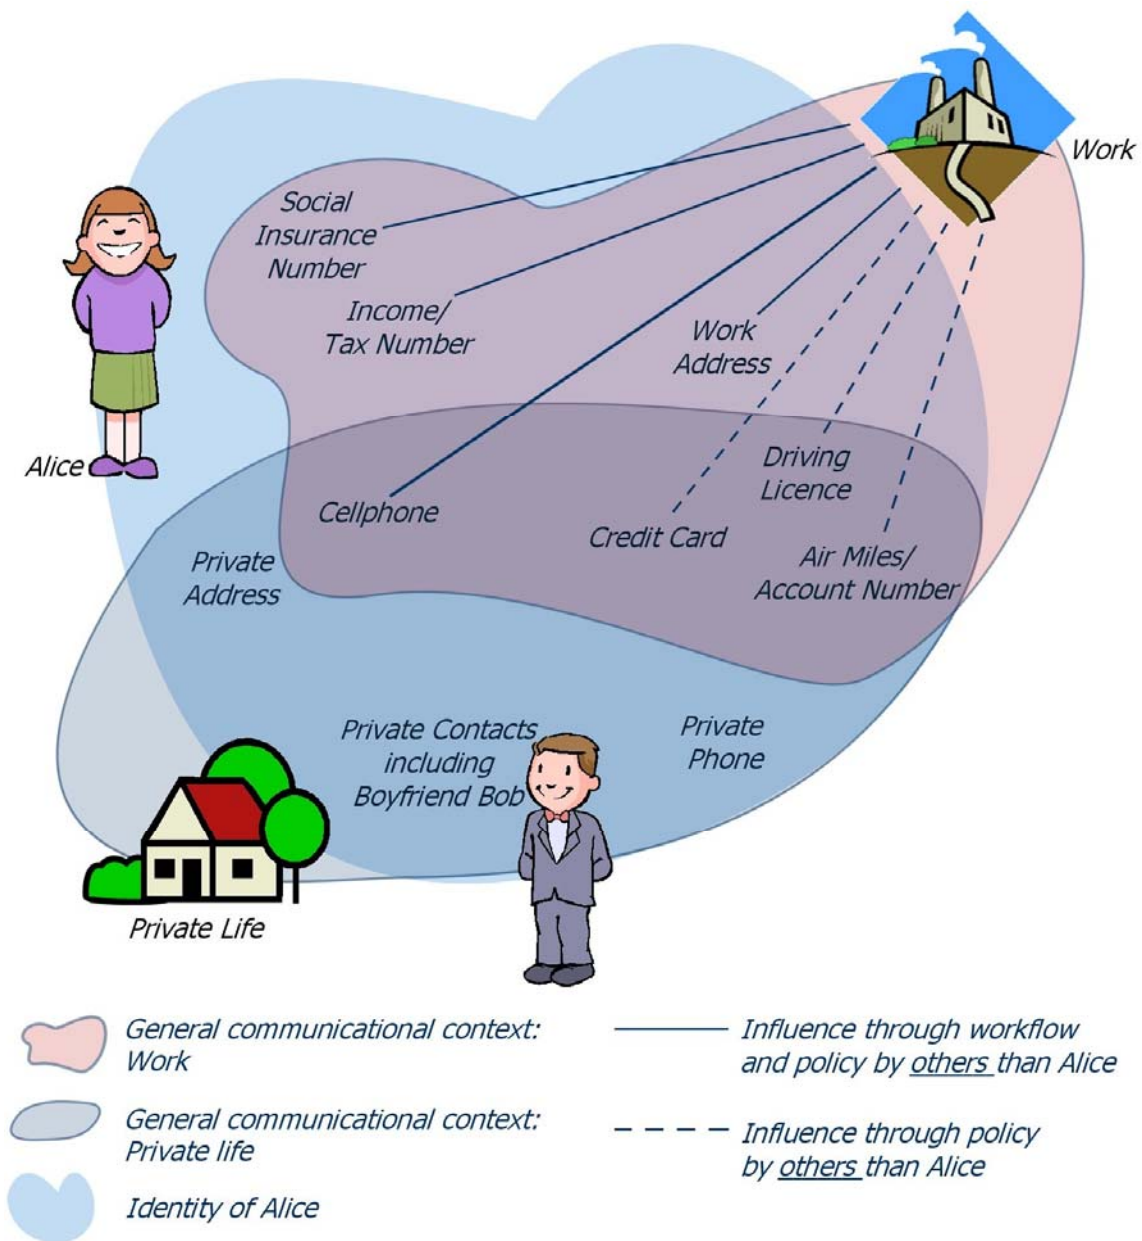 Work
Social
Insurance
Number
Income/
Tax Number
Work
Address
Alice
Driving
Licence
Cellphone
Credit Card
Air Miles/
Account Number
Private
Address
Private Contacts
including
Boyfriend Bob
Private
Phone
Private Life
General communicational context:
Work
General communicational context:
Private life
Identity of Alice
Influence through workflow
and policy by others than Alice
Influence through policy
by others than Alice